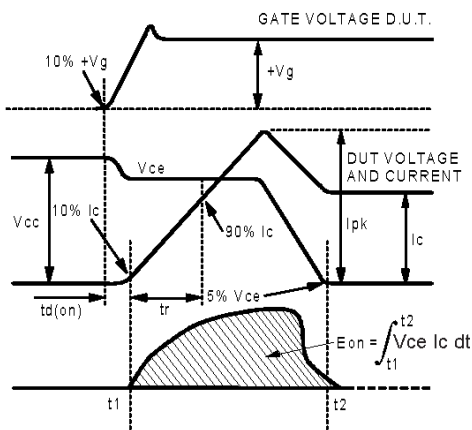 GATE VOLTAGE D.U.T.
10% +Vg
+Vg
Vce
DUT VOLTAGE
AND CURRENT
Vcc
10% Ic
90% Ic
Ipk
Ic
td(on)
tr
5% Vce
Eon = ∫ Vce Ic dt
t2
t1
t1
t2